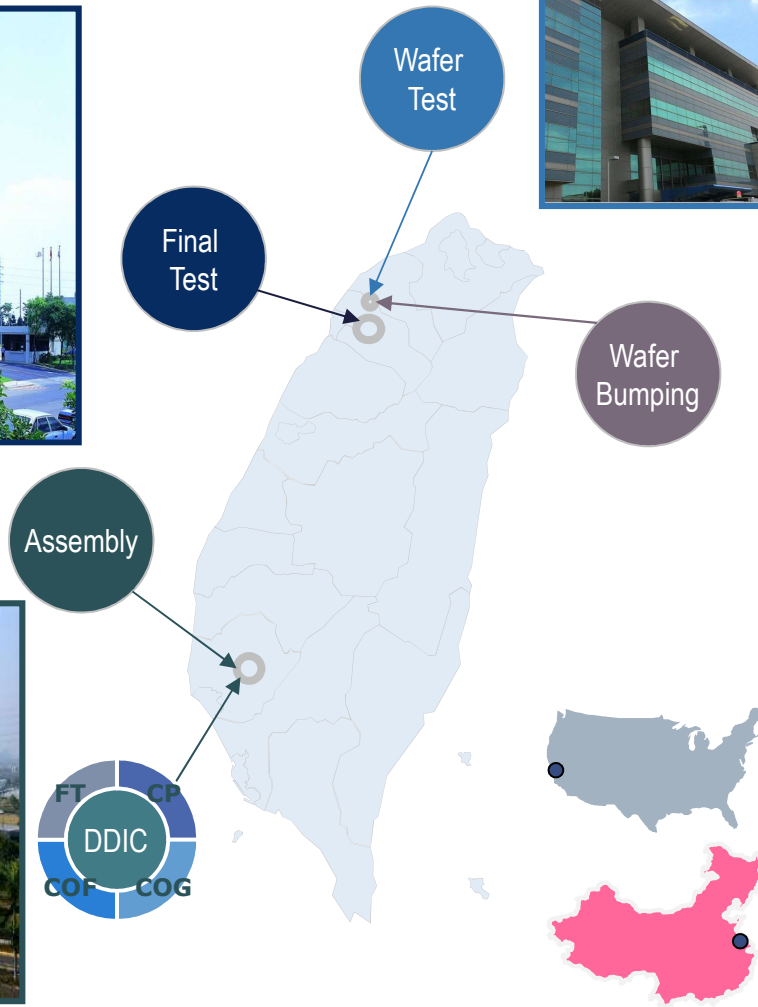 Wafer
Test
Final
Test
Wafer
Bumping
Assembly
FT
CP
DDIC
COF
COG